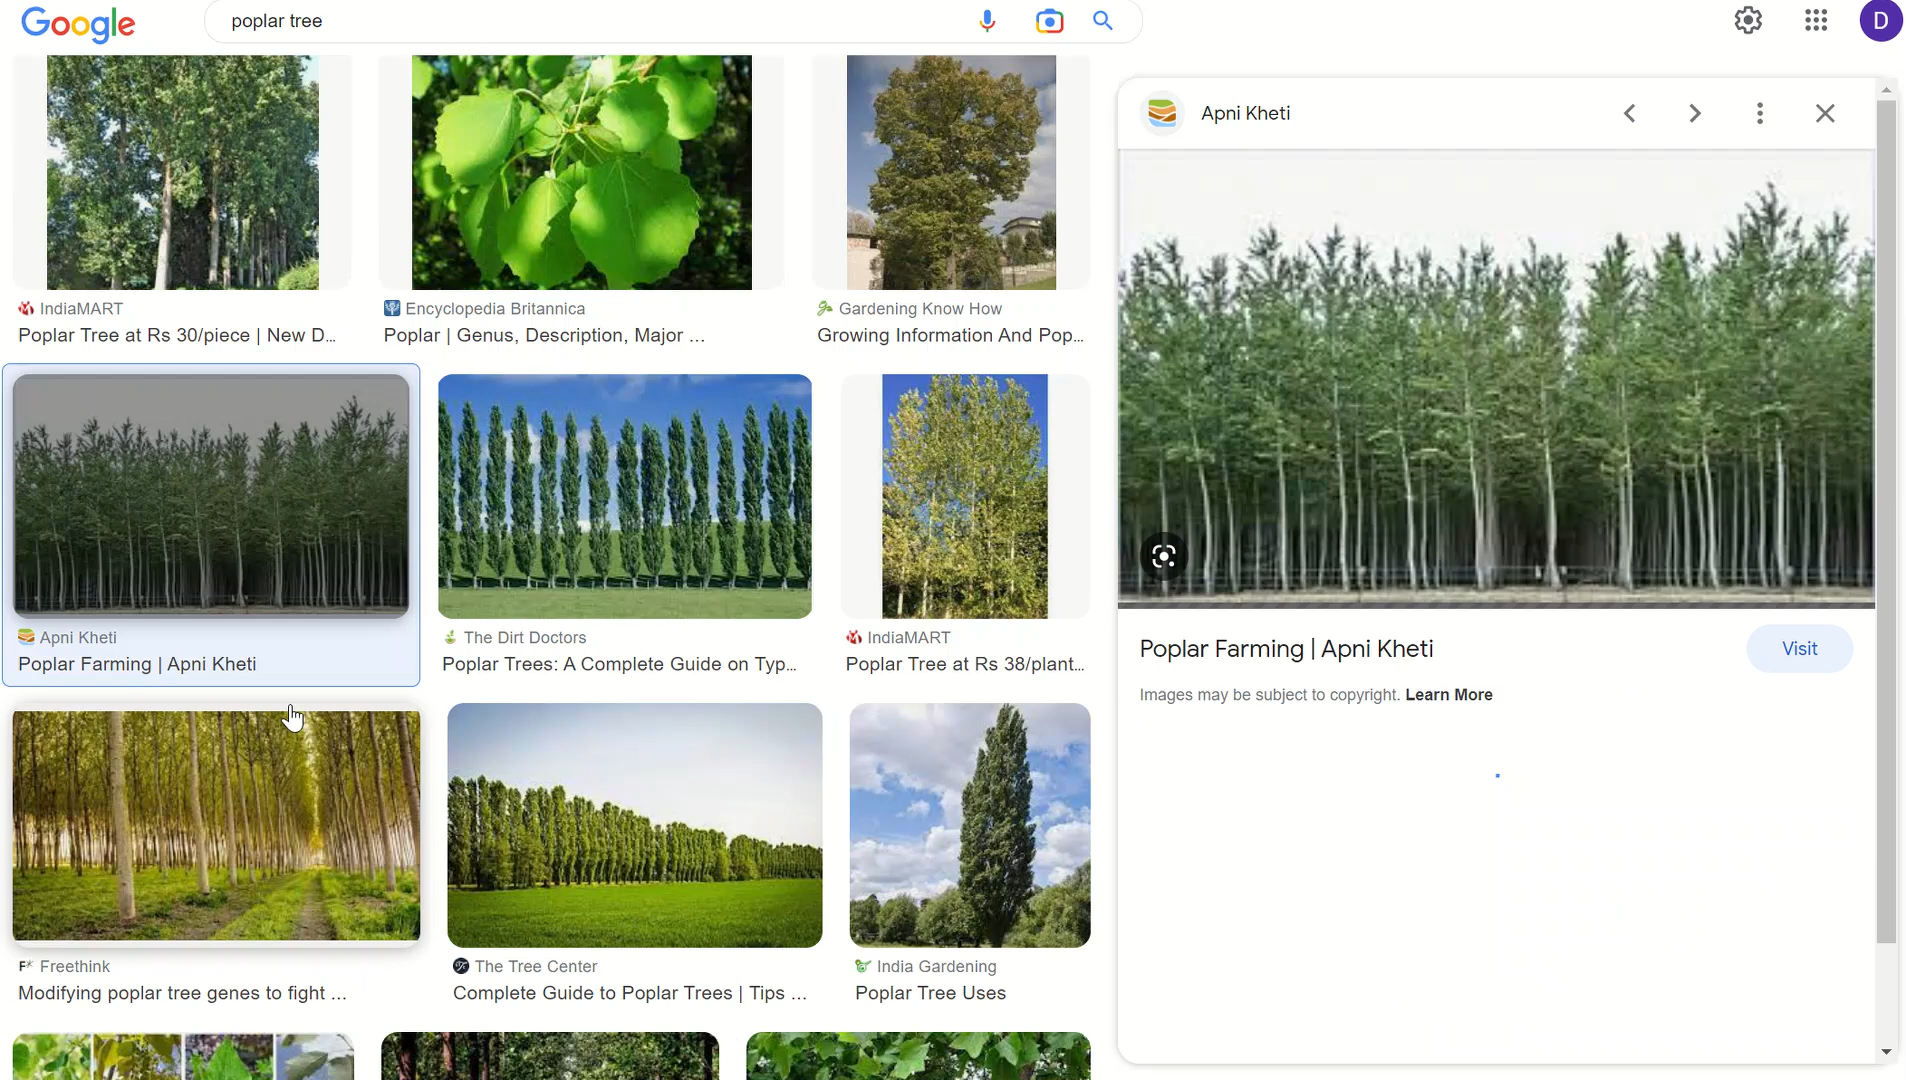 Google
poplar tree
D
IndiaMART
Poplar Tree at Rs 30/piece | New D...
Encyclopedia Britannica
Poplar | Genus, Description, Major ...
Gardening Know How
Growing Information And Pop...
Apni Kheti
Poplar Farming | Apni Kheti
The Dirt Doctors
Poplar Trees: A Complete Guide on Typ...
IndiaMART
Poplar Tree at Rs 38/plant...
F* Freethink
Modifying poplar tree genes to fight ...
The Tree Center
Complete Guide to Poplar Trees | Tips ...
India Gardening
Poplar Tree Uses
Apni Kheti
Poplar Farming | Apni Kheti
Visit
Images may be subject to copyright. Learn More